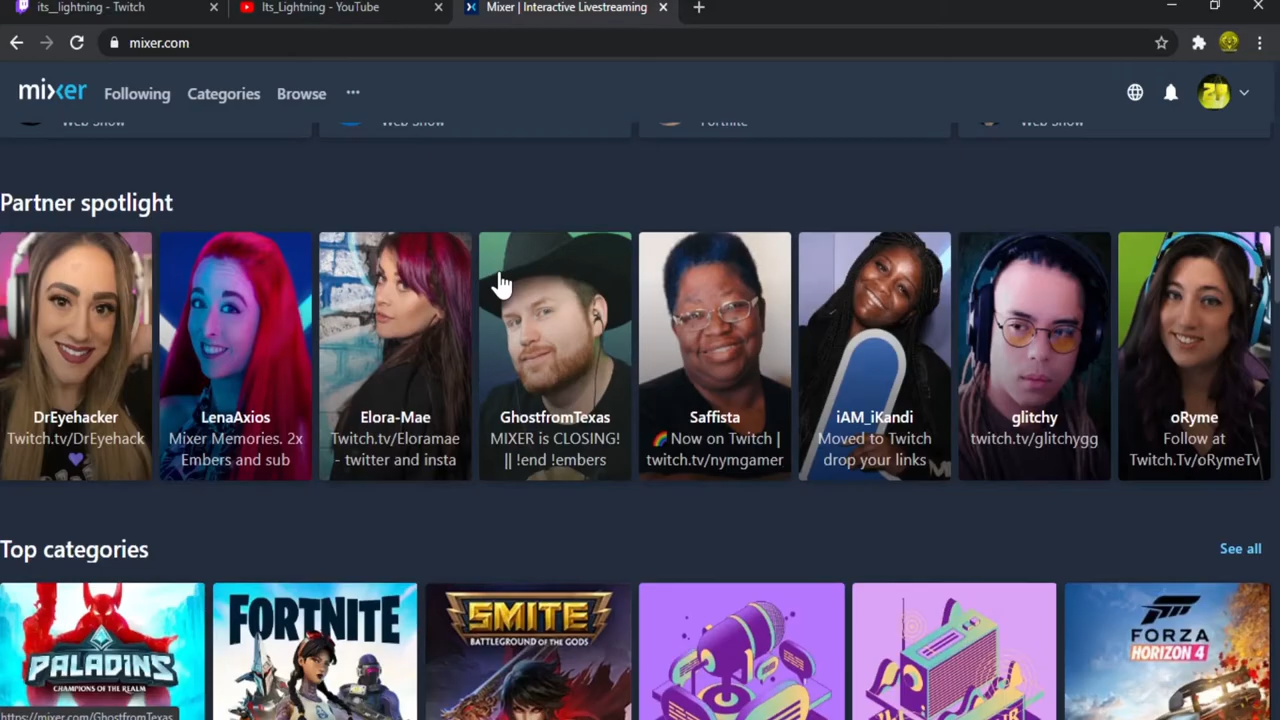 its__lightning - Twitch
Its_Lightning - YouTube
Mixer | Interactive Livestreaming
mixer.com
mixer
Following
Categories
Browse
Web Show
Web Show
Fortnite
Web Show
Partner spotlight
DrEyehacker
Twitch.tv/DrEyehack
💜
LenaAxios
Mixer Memories. 2x
Embers and sub
Elora-Mae
Twitch.tv/Eloramae
- twitter and insta
GhostfromTexas
MIXER is CLOSING!
|| !end !embers
Saffista
🌈Now on Twitch |
twitch.tv/nymgamer
iAM_iKandi
Moved to Twitch
drop your links
glitchy
twitch.tv/glitchygg
oRyme
Follow at
Twitch.Tv/oRymeTv
Top categories
See all
PALADINS
CHAMPIONS OF THE REALM
FORTNITE
SMITE
BATTLEGROUND OF THE GODS
FORZA
HORIZON 4
https://mixer.com/GhostfromTexas